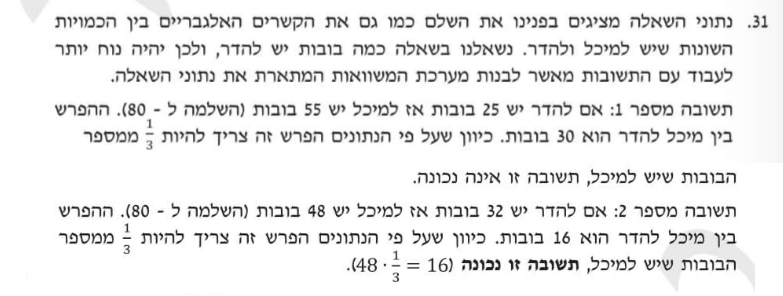 31. נתוני השאלה מציגים בפנינו את השלם כמו גם את הקשרים האלגבריים בין הכמויות
השונות שיש למיכל ולהדר. נשאלנו בשאלה כמה בובות יש להדר, ולכן יהיה נוח יותר
לעבוד עם התשובות מאשר לבנות מערכת המשוואות המתארת את נתוני השאלה.
תשובה מספר 1: אם להדר יש 25 בובות אז למיכל יש 55 בובות (השלמה ל - 80). ההפרש
בין מיכל להדר הוא 30 בובות. כיוון שעל פי הנתונים הפרש זה צריך להיות 1/3 ממספר
הבובות שיש למיכל, תשובה זו אינה נכונה.
תשובה מספר 2: אם להדר יש 32 בובות אז למיכל יש 48 בובות (השלמה ל - 80). ההפרש
בין מיכל להדר הוא 16 בובות. כיוון שעל פי הנתונים הפרש זה צריך להיות 1/3 ממספר
הבובות שיש למיכל, תשובה זו נכונה (48 · 1/3 = 16).